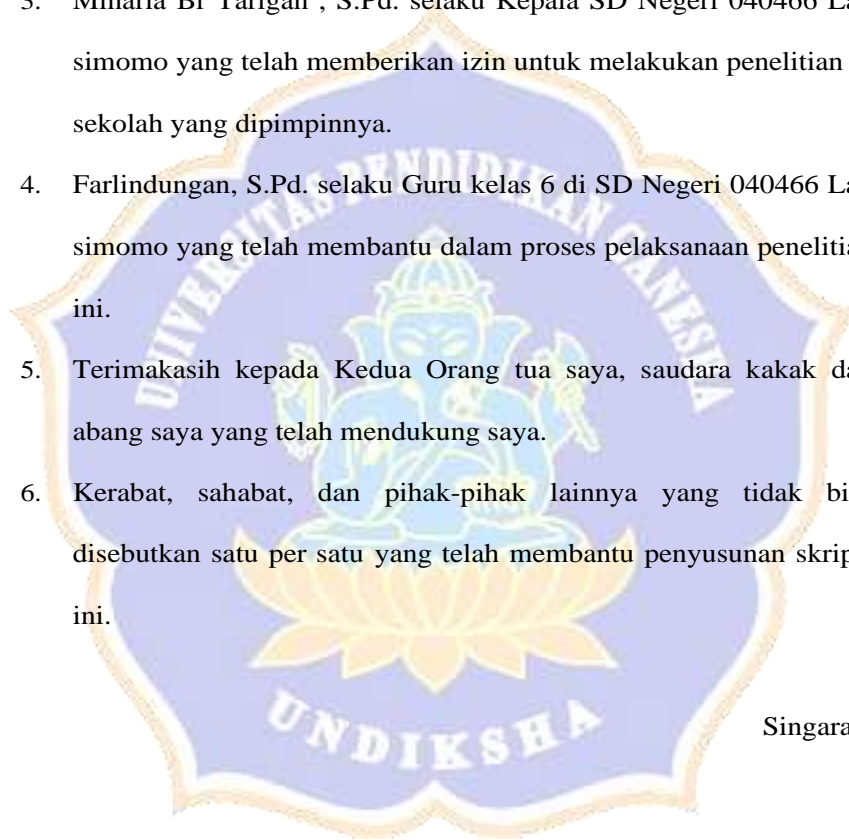 3. Minaria Br Tarigan , S.Pd. selaku Kepala SD Negeri 040466 La
simomo yang telah memberikan izin untuk melakukan penelitian
sekolah yang dipimpinnya.
4. Farlindungan, S.Pd. selaku Guru kelas 6 di SD Negeri 040466 La
simomo yang telah membantu dalam proses pelaksanaan penelitia
ini.
5. Terimakasih kepada Kedua Orang tua saya, saudara kakak da
abang saya yang telah mendukung saya.
6. Kerabat, sahabat, dan pihak-pihak lainnya yang tidak bi
disebutkan satu per satu yang telah membantu penyusunan skrip
ini.
Singara
UNIVERSITAS PENDIDIKAN GANESHA
UNDIKSHA